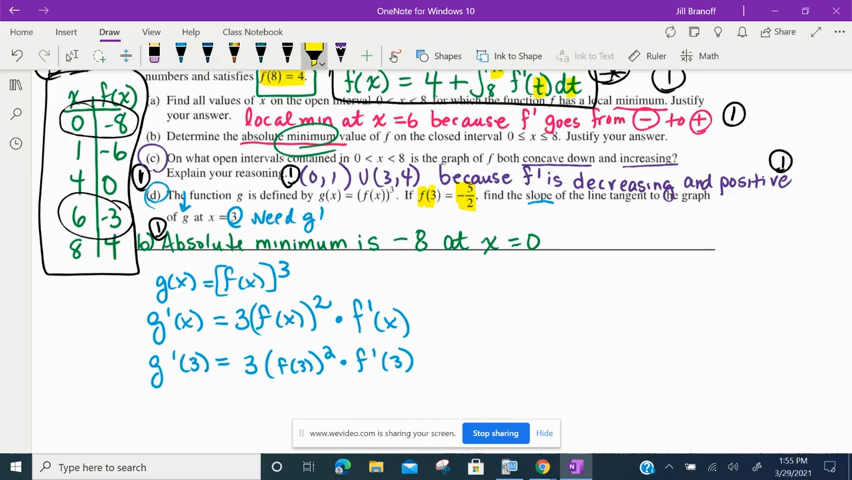 OneNote for Windows 10
Jill Branoff
Home Insert Draw View Help Class Notebook
Share
Shapes Ink to Shape Ink to Text Ruler Math
numbers and satisfies f(8) = 4. f(x) = 4 + ∫₈ f'(t)dt 1
(a) Find all values of x on the open interval 0 < x < 8 for which the function f has a local minimum. Justify
your answer. local min at x=6 because f' goes from − to + 1
(b) Determine the absolute minimum value of f on the closed interval 0 ≤ x ≤ 8. Justify your answer.
(c) On what open intervals contained in 0 < x < 8 is the graph of f both concave down and increasing? 1
Explain your reasoning. 1 (0,1) ∪ (3,4) because f' is decreasing and positive
(d) The function g is defined by g(x) = (f(x))³. If f(3) = -5/2, find the slope of the line tangent to the graph
of g at x = 3. Need g'
x f(x)
0 -8
1 -6
4 0
6 -3
8 4
1
1
b) Absolute minimum is -8 at x=0
g(x) = [f(x)]³
g'(x) = 3(f(x))² • f'(x)
g'(3) = 3(f(3))² • f'(3)
www.wevideo.com is sharing your screen. Stop sharing Hide
Type here to search
1:55 PM
3/29/2021